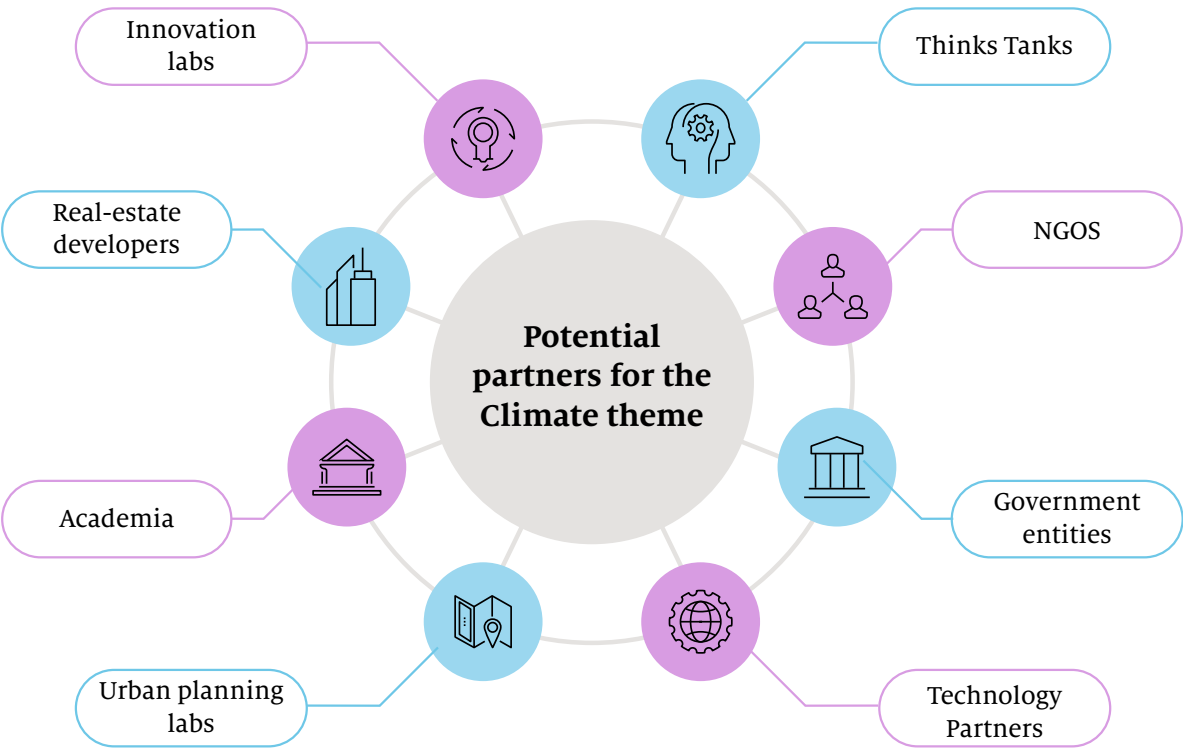 Innovation
labs
Thinks Tanks
Real-estate
developers
NGOS
Potential
partners for the
Climate theme
Academia
Government
entities
Urban planning
labs
Technology
Partners